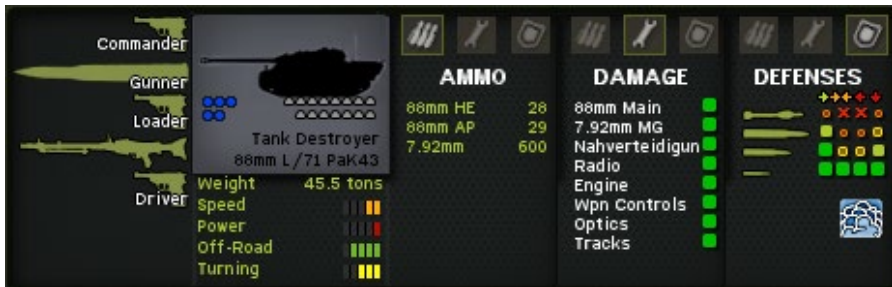 Commander
Gunner
Loader
Driver
Tank Destroyer
88mm L/71 PaK43
Weight 45.5 tons
Speed
Power
Off-Road
Turning
AMMO
88mm HE 28
88mm AP 29
7.92mm 600
DAMAGE
88mm Main
7.92mm MG
Nahverteidigun
Radio
Engine
Wpn Controls
Optics
Tracks
DEFENSES